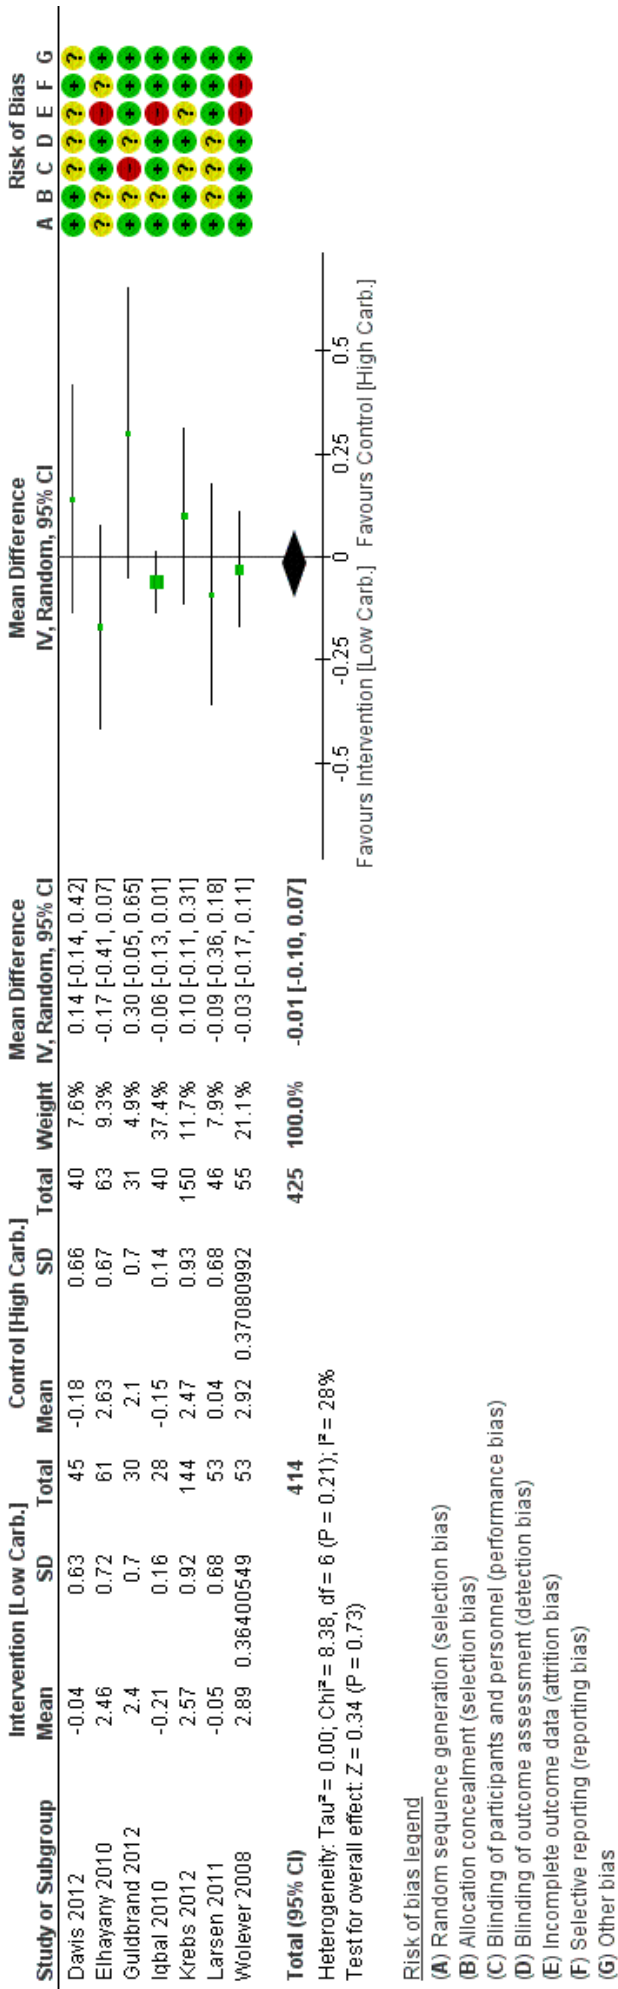 Intervention [Low Carb.] Control [High Carb.] Mean Difference Mean Difference Risk of Bias
Study or Subgroup Mean SD Total Mean SD Total Weight IV, Random, 95% CI IV, Random, 95% CI A B C D E F G
Davis 2012 -0.04 0.63 45 -0.18 0.66 40 7.6% 0.14 [-0.14, 0.42] + + ? ? ? + ?
Elhayany 2010 2.46 0.72 61 2.63 0.67 63 9.3% -0.17 [-0.41, 0.07] ? ? + + - ? +
Guldbrand 2012 2.4 0.7 30 2.1 0.7 31 4.9% 0.30 [-0.05, 0.65] + ? - ? + + +
Iqbal 2010 -0.21 0.16 28 -0.15 0.14 40 37.4% -0.06 [-0.13, 0.01] + ? + + - + +
Krebs 2012 2.57 0.92 144 2.47 0.93 150 11.7% 0.10 [-0.11, 0.31] + + ? ? ? + +
Larsen 2011 -0.05 0.68 53 0.04 0.68 46 7.9% -0.09 [-0.36, 0.18] + ? ? ? + + +
Wolever 2008 2.89 0.36400549 53 2.92 0.37080992 55 21.1% -0.03 [-0.17, 0.11] + + + + - - +
Total (95% CI) 414 425 100.0% -0.01 [-0.10, 0.07]
Heterogeneity: Tau² = 0.00; Chi² = 8.38, df = 6 (P = 0.21); I² = 28%
Test for overall effect: Z = 0.34 (P = 0.73)
-0.5 -0.25 0 0.25 0.5
Favours Intervention [Low Carb.] Favours Control [High Carb.]
Risk of bias legend
(A) Random sequence generation (selection bias)
(B) Allocation concealment (selection bias)
(C) Blinding of participants and personnel (performance bias)
(D) Blinding of outcome assessment (detection bias)
(E) Incomplete outcome data (attrition bias)
(F) Selective reporting (reporting bias)
(G) Other bias